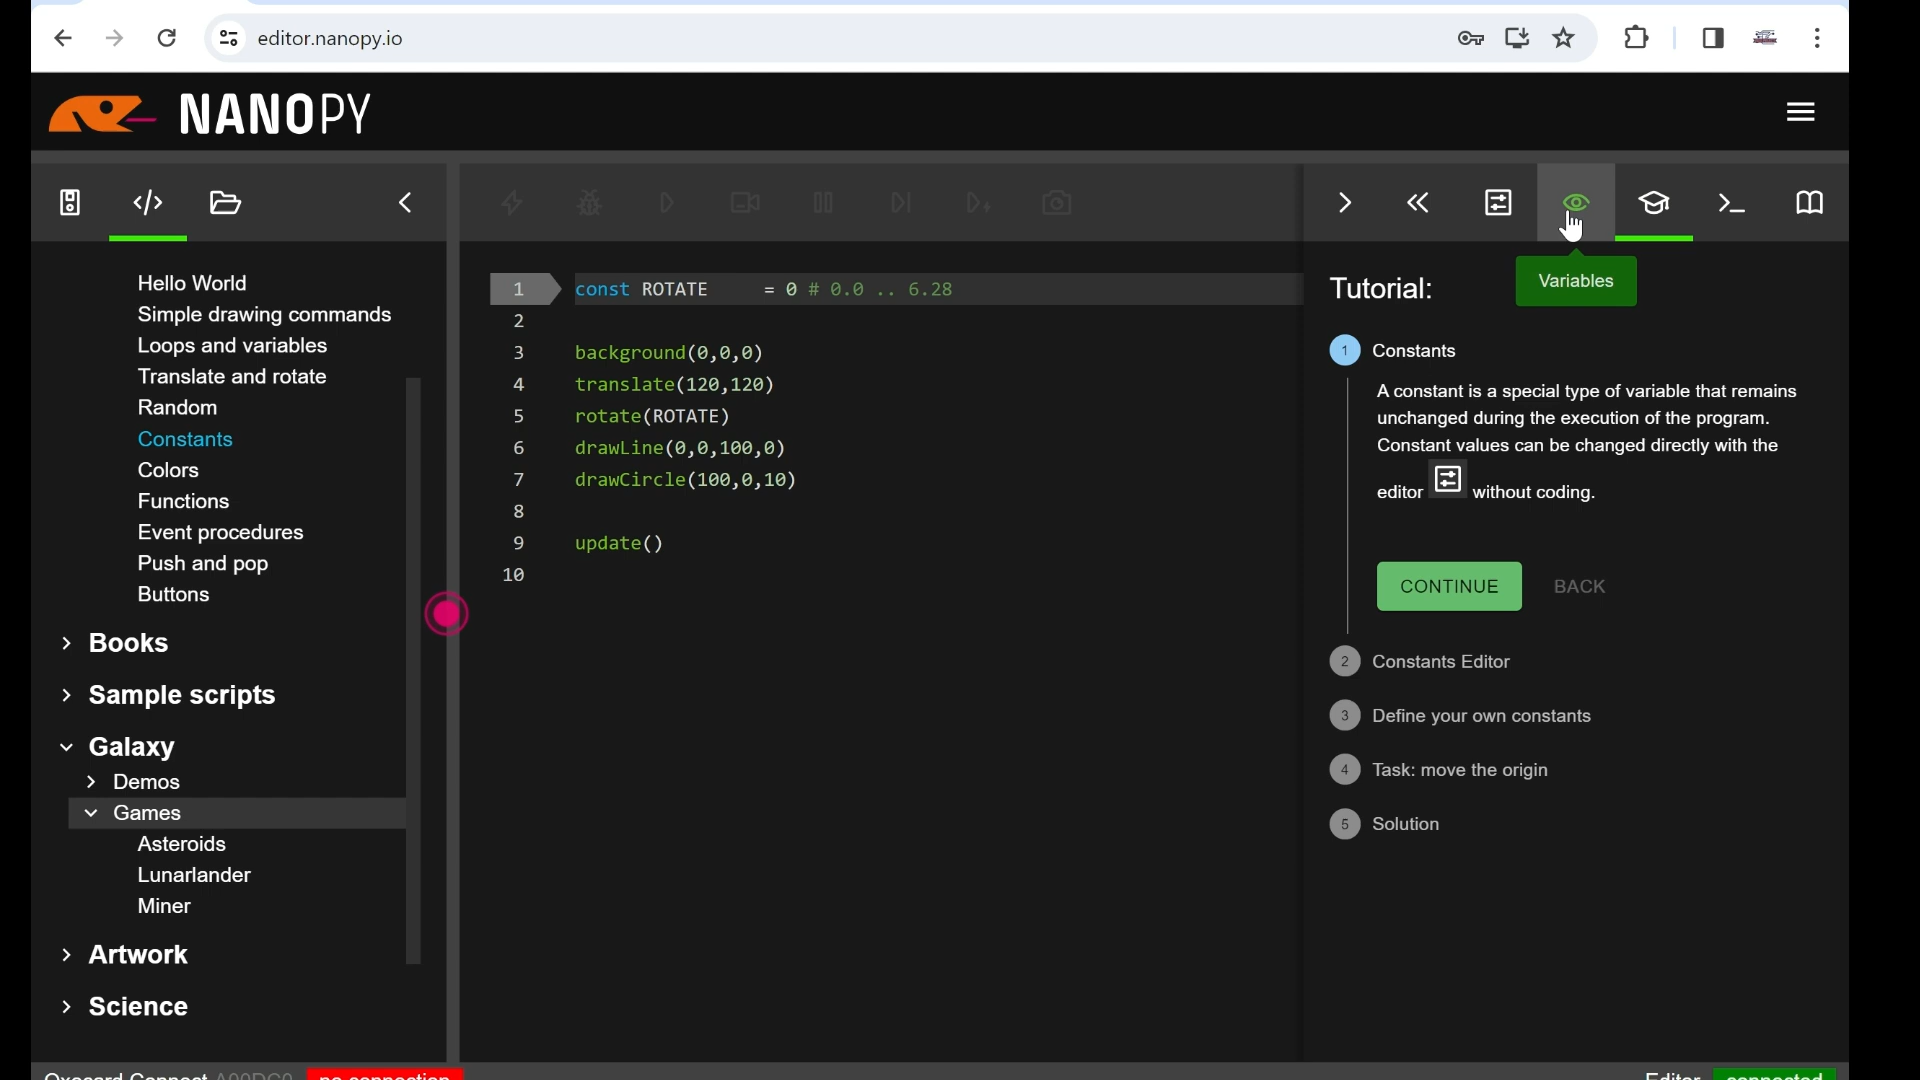 editor.nanopy.io
NANOPY
Hello World
Simple drawing commands
Loops and variables
Translate and rotate
Random
Constants
Colors
Functions
Event procedures
Push and pop
Buttons
Books
Sample scripts
Galaxy
Demos
Games
Asteroids
Lunarlander
Miner
Artwork
Science
1 const ROTATE = 0 # 0.0 .. 6.28
2
3 background(0,0,0)
4 translate(120,120)
5 rotate(ROTATE)
6 drawLine(0,0,100,0)
7 drawCircle(100,0,10)
8
9 update()
10
Variables
Tutorial:
1 Constants
A constant is a special type of variable that remains
unchanged during the execution of the program.
Constant values can be changed directly with the
editor without coding.
CONTINUE BACK
2 Constants Editor
3 Define your own constants
4 Task: move the origin
5 Solution
Oxocard Connect A00DC0 no connection
Editor connected